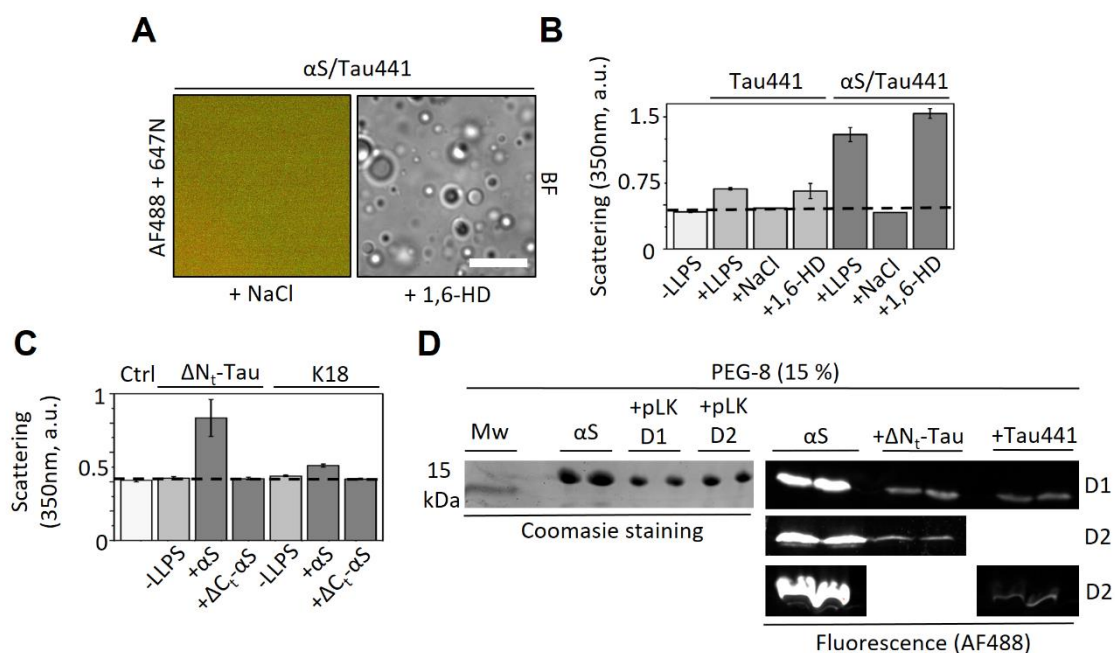 A
αS/Tau441
AF488 + 647N
BF
+ NaCl
+ 1,6-HD
B
Tau441
αS/Tau441
Scattering (350nm, a.u.)
1.5
0.75
0
-LLPS
+LLPS
+NaCl
+1,6-HD
+LLPS
+NaCl
+1,6-HD
C
Ctrl
ΔNt-Tau
K18
Scattering
(350nm, a.u.)
1
0.5
0
-LLPS
+αS
+ΔCt-αS
-LLPS
+αS
+ΔCt-αS
D
PEG-8 (15 %)
Mw
αS
+pLK
D1
+pLK
D2
αS
+ΔNt-Tau
+Tau441
15
kDa
D1
D2
D2
Coomasie staining
Fluorescence (AF488)